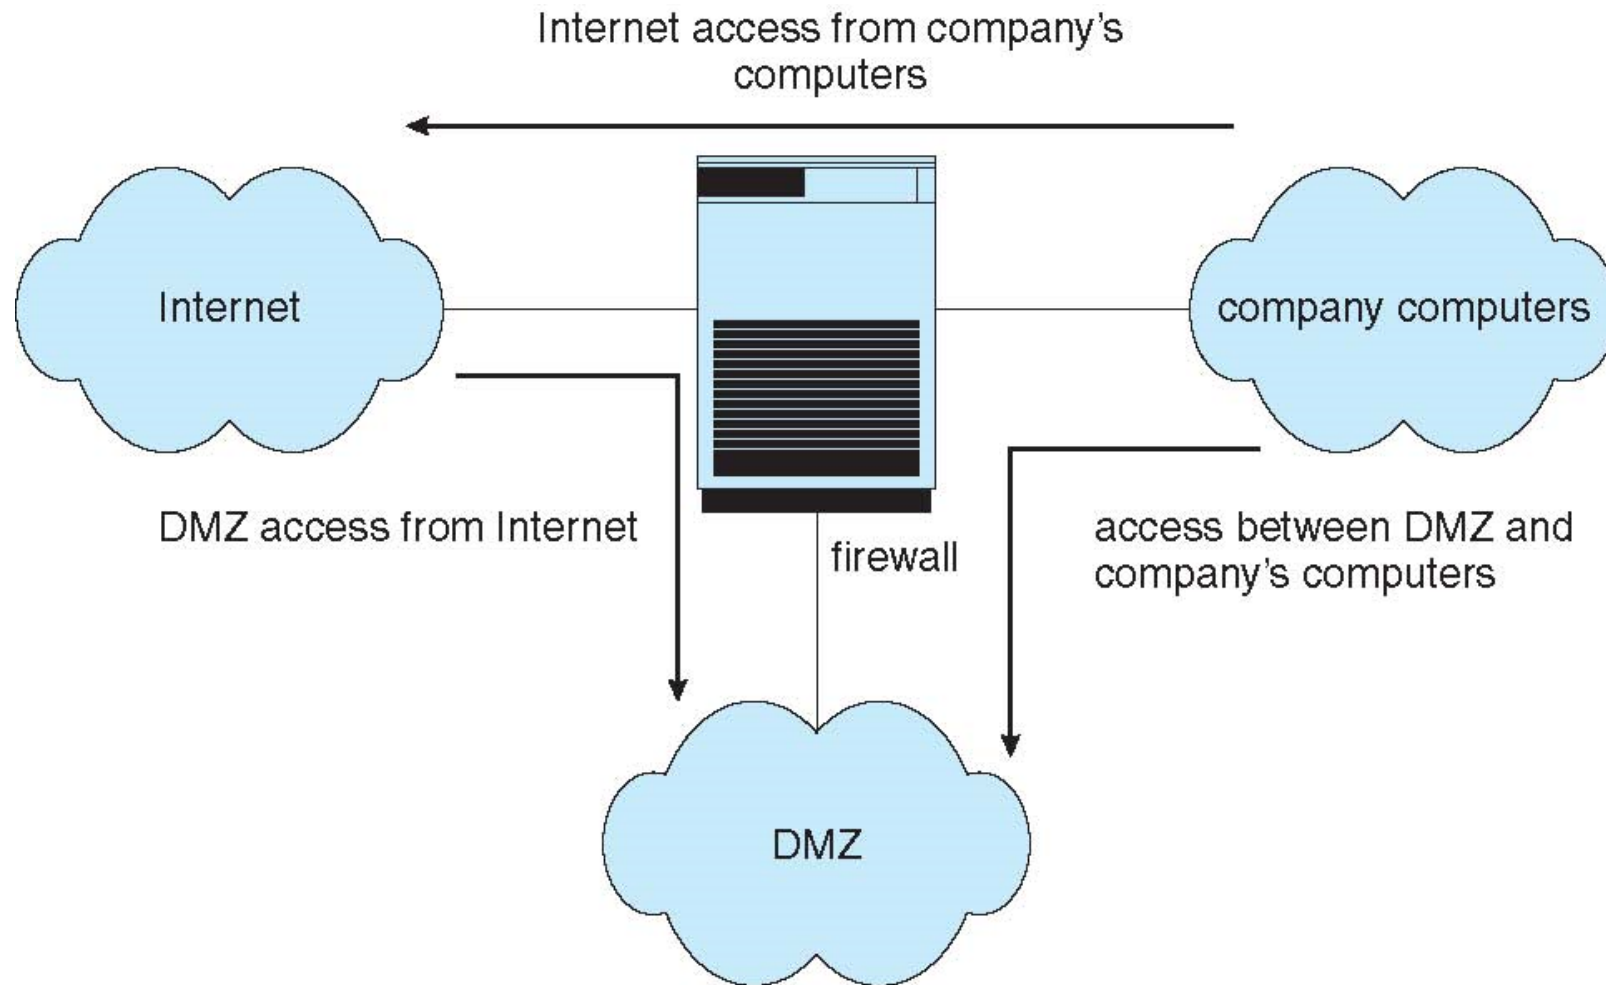 Internet access from company's
computers
Internet
company computers
DMZ access from Internet
firewall
access between DMZ and
company's computers
DMZ